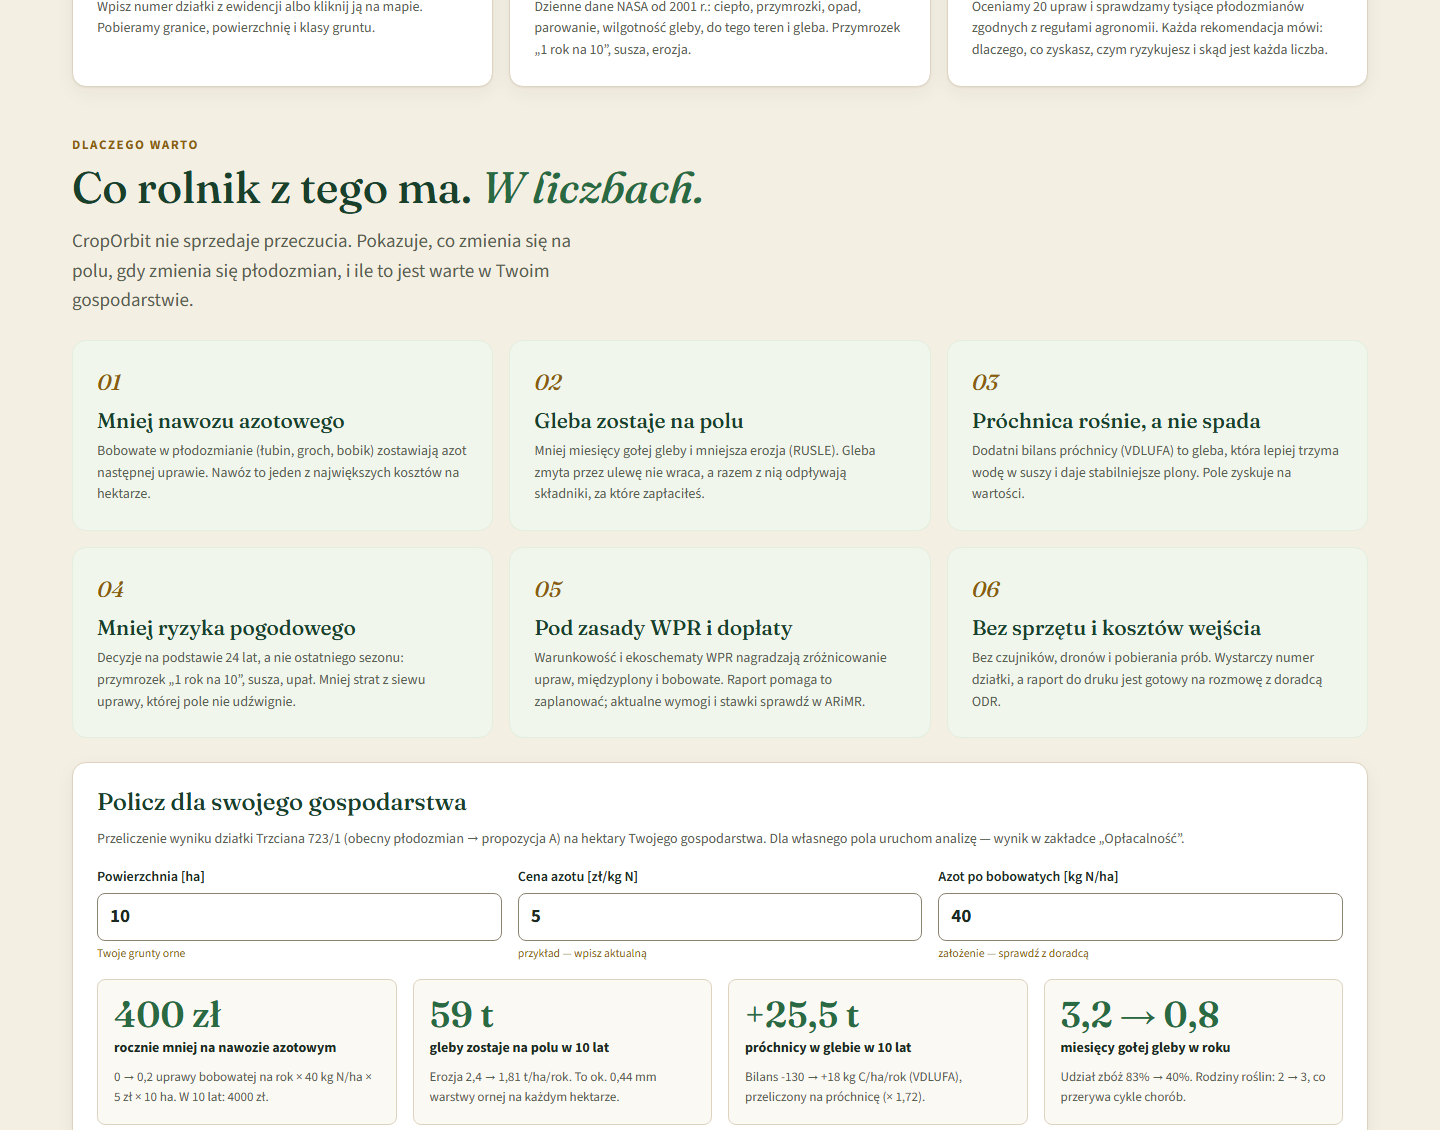 Wpisz numer działki z ewidencji albo kliknij ją na mapie.
Pobieramy granice, powierzchnię i klasy gruntu.
Dzienne dane NASA od 2001 r.: ciepło, przymrozki, opad,
parowanie, wilgotność gleby, do tego teren i gleba. Przymrozek
„1 rok na 10”, susza, erozja.
Oceniamy 20 upraw i sprawdzamy tysiące płodozmianów
zgodnych z regułami agronomii. Każda rekomendacja mówi:
dlaczego, co zyskasz, czym ryzykujesz i skąd jest każda liczba.
DLACZEGO WARTO
Co rolnik z tego ma. W liczbach.
CropOrbit nie sprzedaje przeczucia. Pokazuje, co zmienia się na
polu, gdy zmienia się płodozmian, i ile to jest warte w Twoim
gospodarstwie.
01
Mniej nawozu azotowego
Bobowate w płodozmianie (łubin, groch, bobik) zostawiają azot
następnej uprawie. Nawóz to jeden z największych kosztów na
hektarze.
02
Gleba zostaje na polu
Mniej miesięcy gołej gleby i mniejsza erozja (RUSLE). Gleba
zmyta przez ulewę nie wraca, a razem z nią odpływają
składniki, za które zapłaciłeś.
03
Próchnica rośnie, a nie spada
Dodatni bilans próchnicy (VDLUFA) to gleba, która lepiej trzyma
wodę w suszy i daje stabilniejsze plony. Pole zyskuje na
wartości.
04
Mniej ryzyka pogodowego
Decyzje na podstawie 24 lat, a nie ostatniego sezonu:
przymrozek „1 rok na 10”, susza, upał. Mniej strat z siewu
uprawy, której pole nie udźwignie.
05
Pod zasady WPR i dopłaty
Warunkowość i ekoschematy WPR nagradzają zróżnicowanie
upraw, międzyplony i bobowate. Raport pomaga to
zaplanować; aktualne wymogi i stawki sprawdź w ARiMR.
06
Bez sprzętu i kosztów wejścia
Bez czujników, dronów i pobierania prób. Wystarczy numer
działki, a raport do druku jest gotowy na rozmowę z doradcą
ODR.
Policz dla swojego gospodarstwa
Przeliczenie wyniku działki Trzciana 723/1 (obecny płodozmian → propozycja A) na hektary Twojego gospodarstwa. Dla własnego pola uruchom analizę — wynik w zakładce „Opłacalność”.
Powierzchnia [ha]
10
Twoje grunty orne
Cena azotu [zł/kg N]
5
przykład — wpisz aktualną
Azot po bobowatych [kg N/ha]
40
założenie — sprawdź z doradcą
400 zł
rocznie mniej na nawozie azotowym
0 → 0,2 uprawy bobowatej na rok × 40 kg N/ha ×
5 zł × 10 ha. W 10 lat: 4000 zł.
59 t
gleby zostaje na polu w 10 lat
Erozja 2,4 → 1,81 t/ha/rok. To ok. 0,44 mm
warstwy ornej na każdym hektarze.
+25,5 t
próchnicy w glebie w 10 lat
Bilans -130 → +18 kg C/ha/rok (VDLUFA),
przeliczony na próchnicę (× 1,72).
3,2 → 0,8
miesięcy gołej gleby w roku
Udział zbóż 83% → 40%. Rodziny roślin: 2 → 3, co
przerywa cykle chorób.